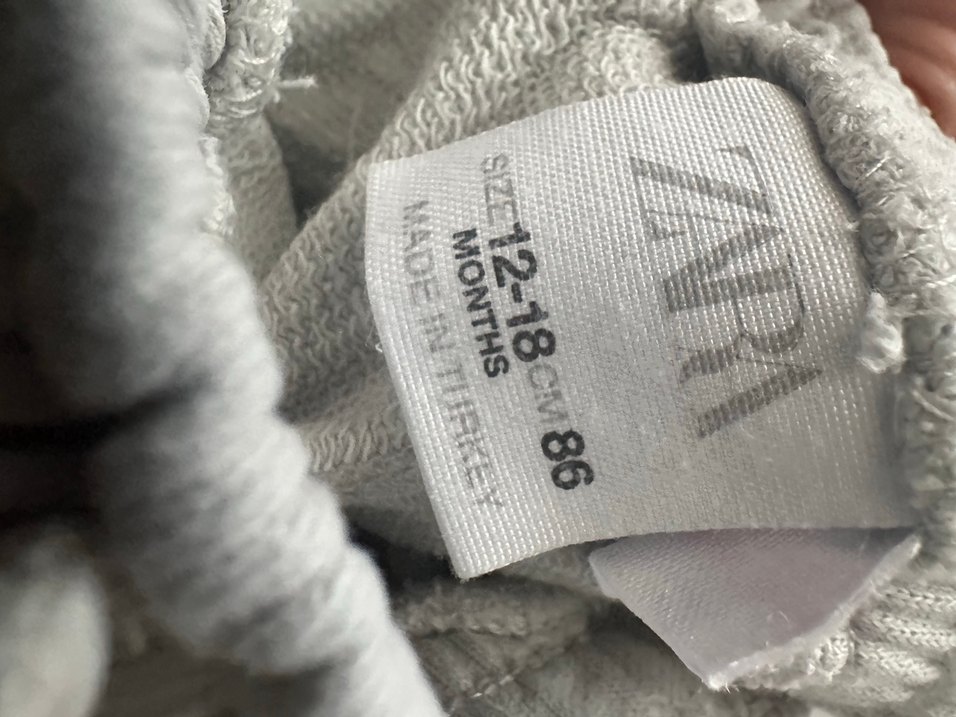 ZARA
SIZE 12-18 CM 86
MONTHS
MADE IN TURKEY